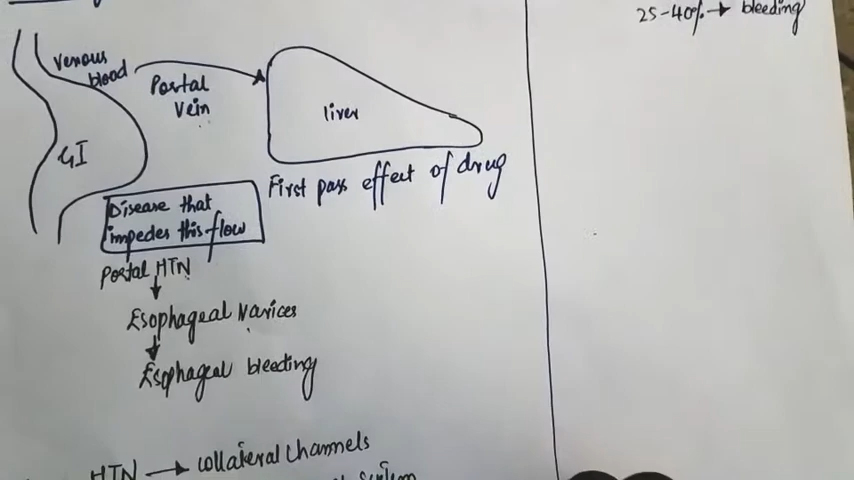 Venous
blood
Portal
vein
GI
liver
First pass effect of drug
Disease that
impedes this flow
Portal HTN
↓
Esophageal Varices
↓
Esophageal bleeding
HTN → collateral channels
system
25-40% → bleeding